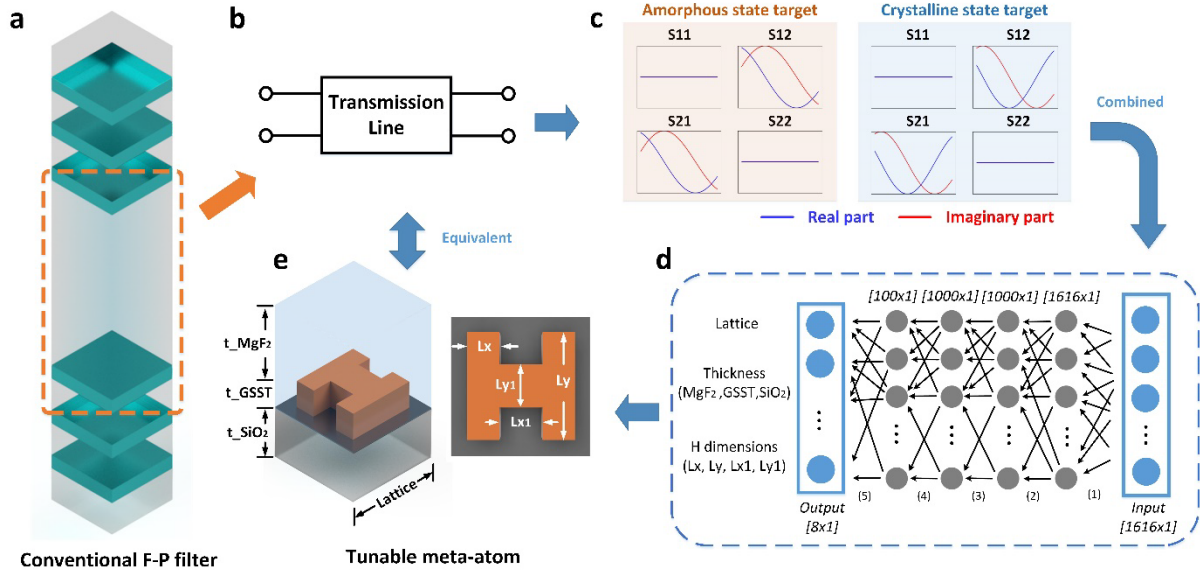 a
Conventional F-P filter
b
Transmission
Line
Equivalent
c
Amorphous state target
S11
S12
S21
S22
Crystalline state target
S11
S12
S21
S22
Real part
Imaginary part
Combined
d
[100x1] [1000x1] [1000x1] [1616x1]
Lattice
Thickness
(MgF₂ ,GSST,SiO₂)
H dimensions
(Lx, Ly, Lx1, Ly1)
(5) (4) (3) (2) (1)
Output
[8x1]
Input
[1616x1]
e
t_MgF₂
t_GSST
t_SiO₂
Lattice
Lx
Ly1
Ly
Lx1
Tunable meta-atom